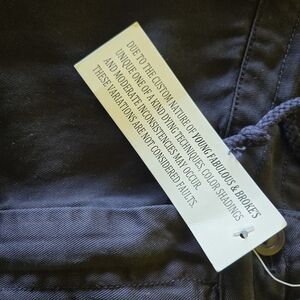 DUE TO THE CUSTOM NATURE OF YOUNG FABULOUS & BROKE'S
UNIQUE ONE OF A KIND DYING TECHNIQUES, COLOR SHADINGS
AND MODERATE INCONSISTENCIES MAY OCCUR.
THESE VARIATIONS ARE NOT CONSIDERED FAULTS.